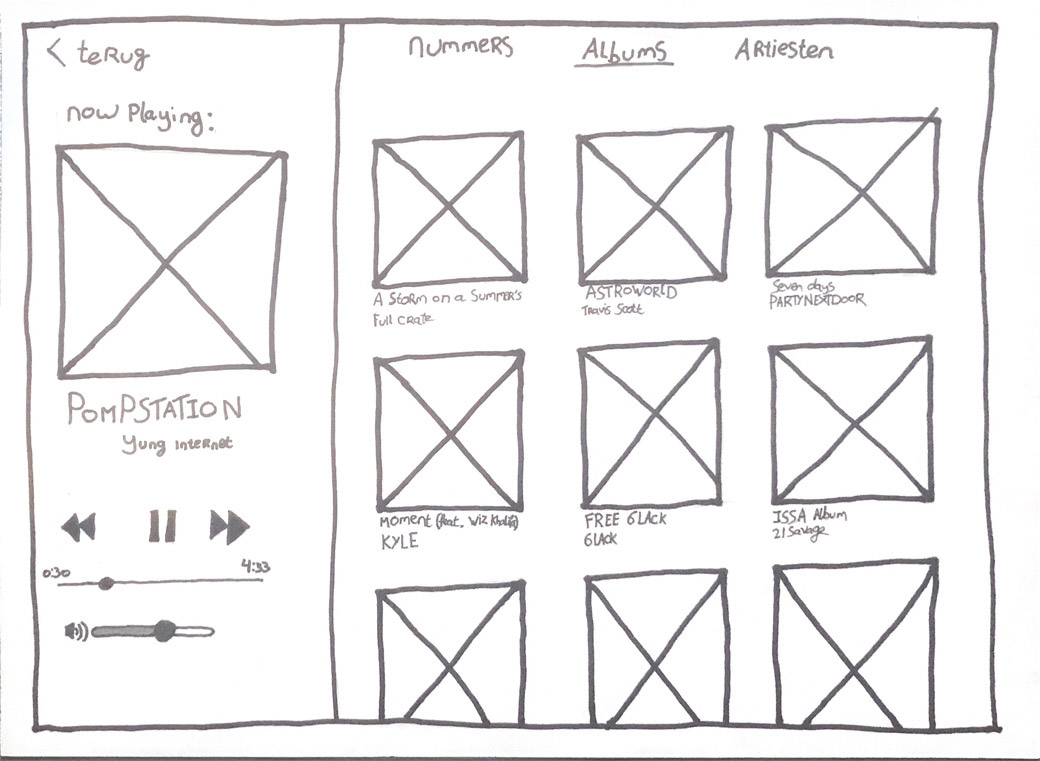 < teRug
now Playing:
PomPSTATION
Yung InteRnet
0:30
4:33
nummeRS
ALbumS
ARtiesten
A StoRm on a SummeR's
Full CRate
ASTROWORLD
TRavis Scott
Seven days
PARTYNEXTDOOR
moment (feat. Wiz Khalifa)
KYLE
FREE 6LAck
6LAck
ISSA Album
21 Savage